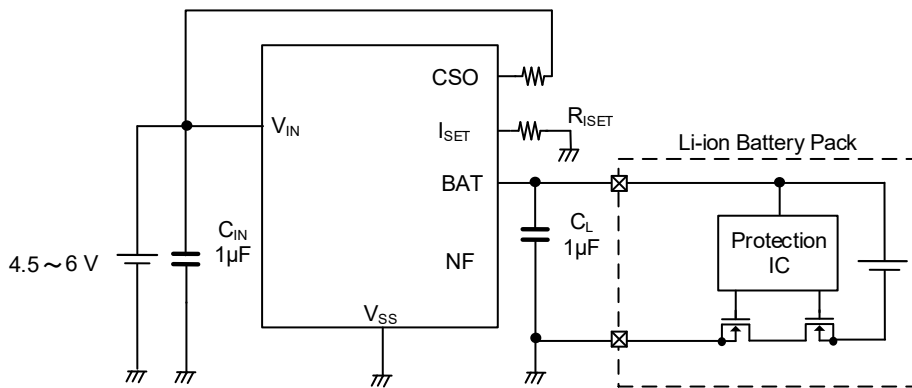 CSO
V_IN
I_SET
R_ISET
Li-ion Battery Pack
BAT
C_IN
1µF
C_L
1µF
Protection
IC
4.5～6 V
NF
V_SS